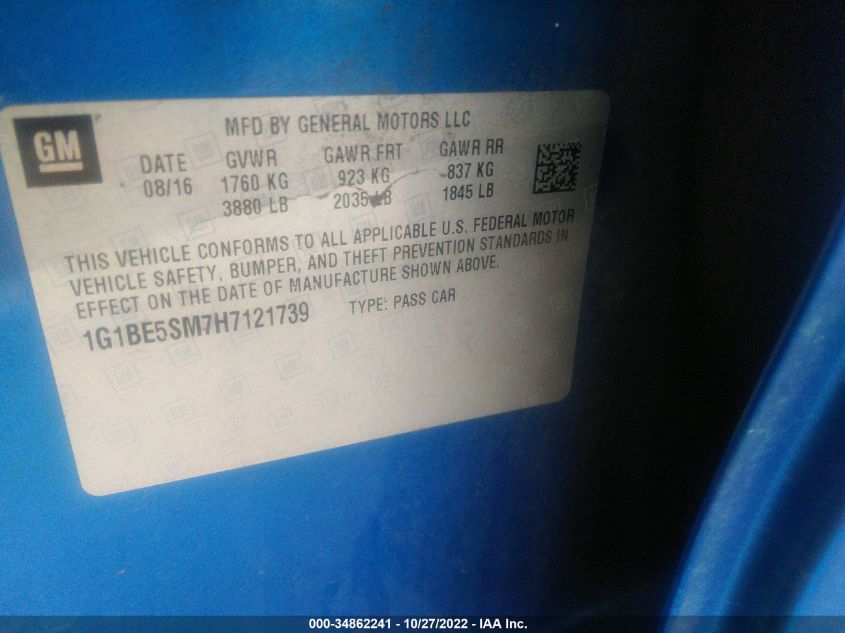 GM
MFD BY GENERAL MOTORS LLC
DATE GVWR GAWR FRT GAWR RR
08/16 1760 KG 923 KG 837 KG
3880 LB 2035 LB 1845 LB
THIS VEHICLE CONFORMS TO ALL APPLICABLE U.S. FEDERAL MOTOR
VEHICLE SAFETY, BUMPER, AND THEFT PREVENTION STANDARDS IN
EFFECT ON THE DATE OF MANUFACTURE SHOWN ABOVE.
1G1BE5SM7H7121739 TYPE: PASS CAR
000-34862241 - 10/27/2022 - IAA Inc.